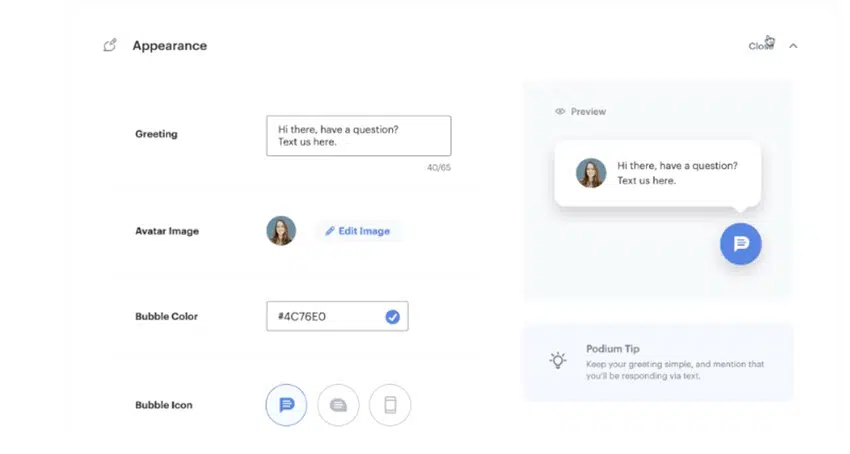 Appearance
Close
Greeting
Hi there, have a question?
Text us here.
40/65
Avatar Image
Edit Image
Bubble Color
#4C76E0
Bubble Icon
Preview
Hi there, have a question?
Text us here.
Podium Tip
Keep your greeting simple, and mention that
you'll be responding via text.